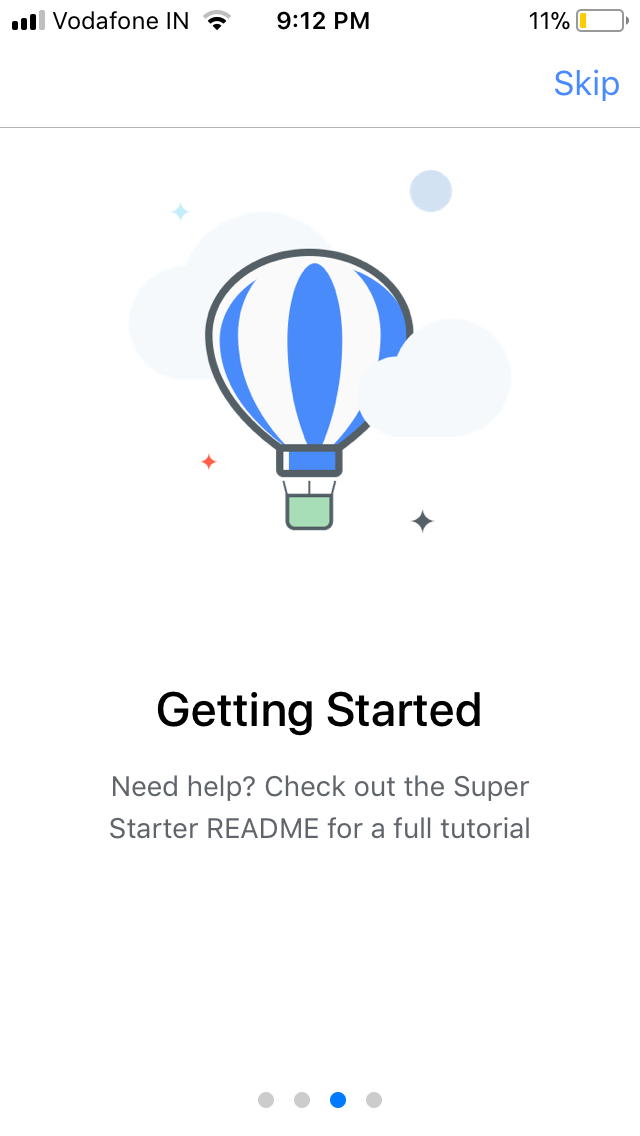 Vodafone IN 9:12 PM 11%
Skip
Getting Started
Need help? Check out the Super
Starter README for a full tutorial